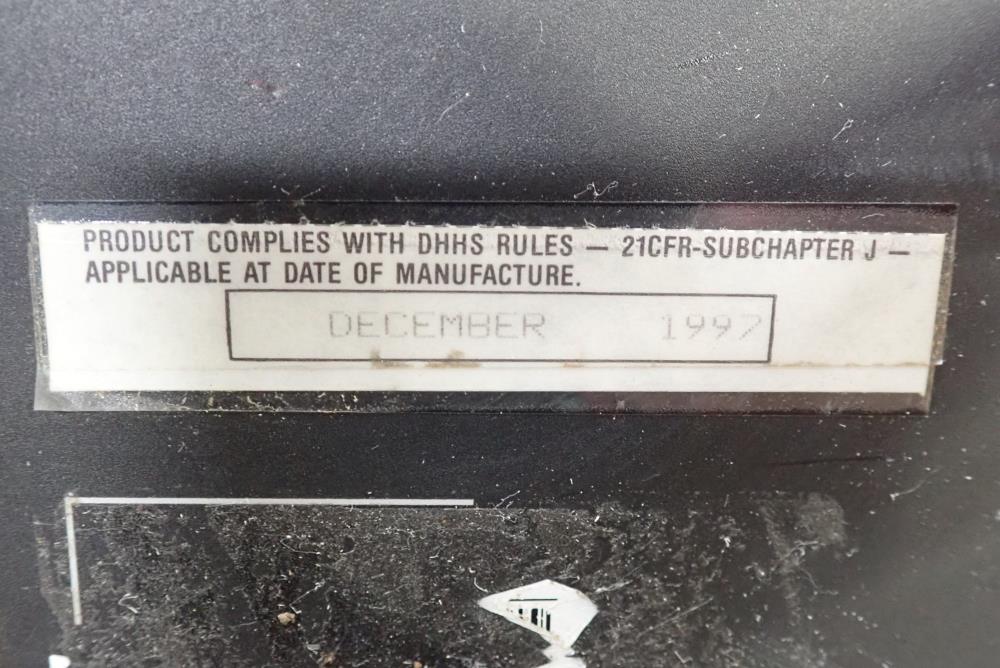 PRODUCT COMPLIES WITH DHHS RULES — 21CFR-SUBCHAPTER J —
APPLICABLE AT DATE OF MANUFACTURE.
DECEMBER 1997